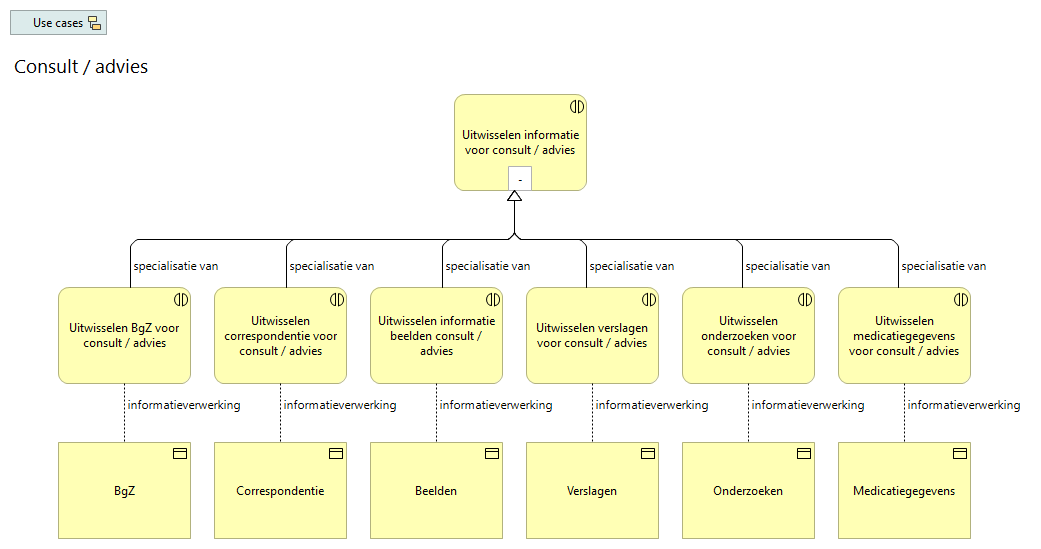 Use cases
Consult / advies
Uitwisselen informatie
voor consult / advies
-
specialisatie van
specialisatie van
specialisatie van
specialisatie van
specialisatie van
specialisatie van
Uitwisselen BgZ voor
consult / advies
Uitwisselen
correspondentie voor
consult / advies
Uitwisselen informatie
beelden consult /
advies
Uitwisselen verslagen
voor consult / advies
Uitwisselen
onderzoeken voor
consult / advies
Uitwisselen
medicatiegegevens
voor consult / advies
informatieverwerking
informatieverwerking
informatieverwerking
informatieverwerking
informatieverwerking
informatieverwerking
BgZ
Correspondentie
Beelden
Verslagen
Onderzoeken
Medicatiegegevens